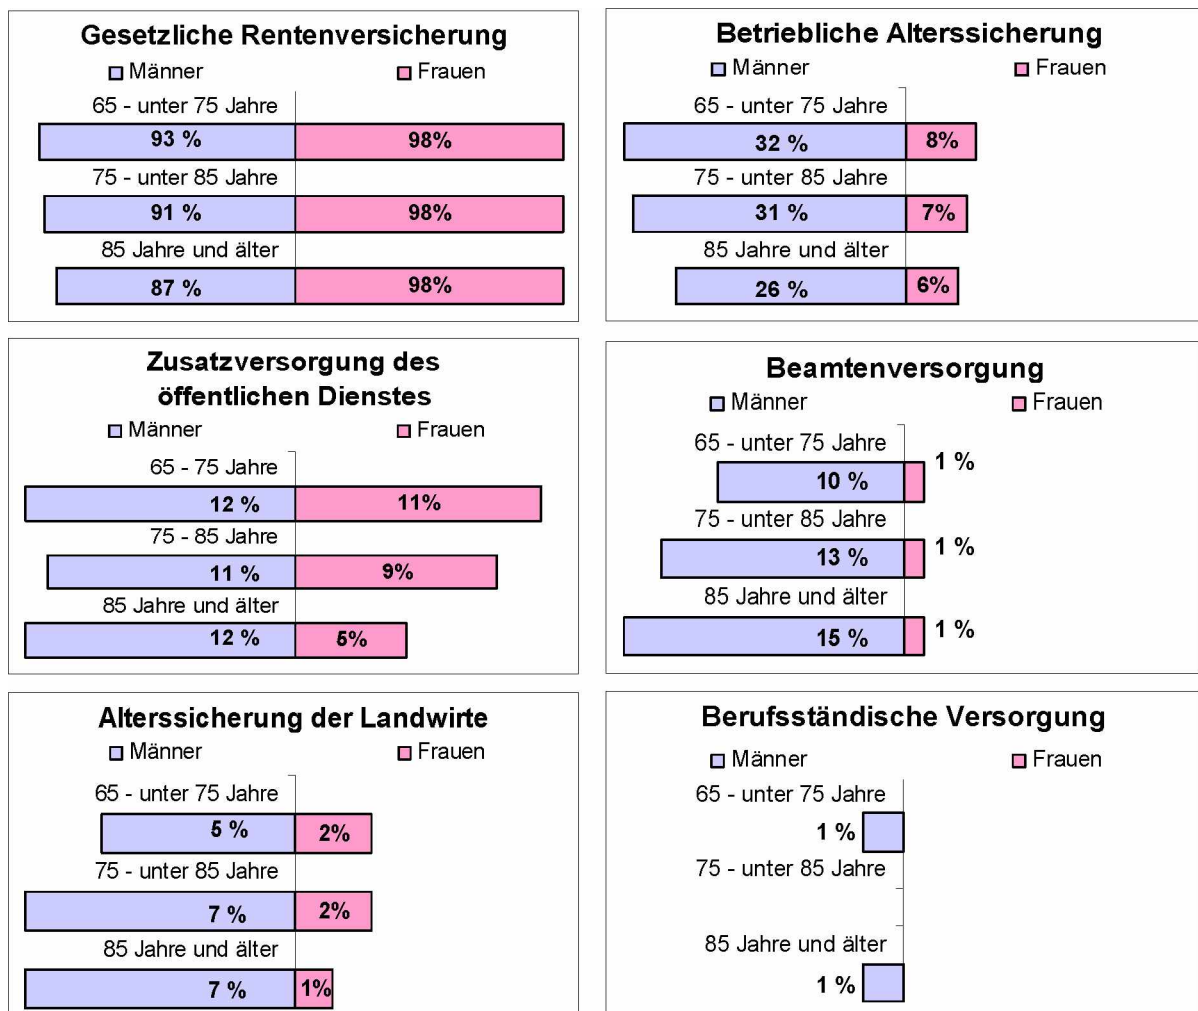 Gesetzliche Rentenversicherung
Männer Frauen
65 - unter 75 Jahre
93 % 98%
75 - unter 85 Jahre
91 % 98%
85 Jahre und älter
87 % 98%
Betriebliche Alterssicherung
Männer Frauen
65 - unter 75 Jahre
32 % 8%
75 - unter 85 Jahre
31 % 7%
85 Jahre und älter
26 % 6%
Zusatzversorgung des
öffentlichen Dienstes
Männer Frauen
65 - 75 Jahre
12 % 11%
75 - 85 Jahre
11 % 9%
85 Jahre und älter
12 % 5%
Beamtenversorgung
Männer Frauen
65 - unter 75 Jahre
10 % 1 %
75 - unter 85 Jahre
13 % 1 %
85 Jahre und älter
15 % 1 %
Alterssicherung der Landwirte
Männer Frauen
65 - unter 75 Jahre
5 % 2%
75 - unter 85 Jahre
7 % 2%
85 Jahre und älter
7 % 1%
Berufsständische Versorgung
Männer Frauen
65 - unter 75 Jahre
1 %
75 - unter 85 Jahre
85 Jahre und älter
1 %